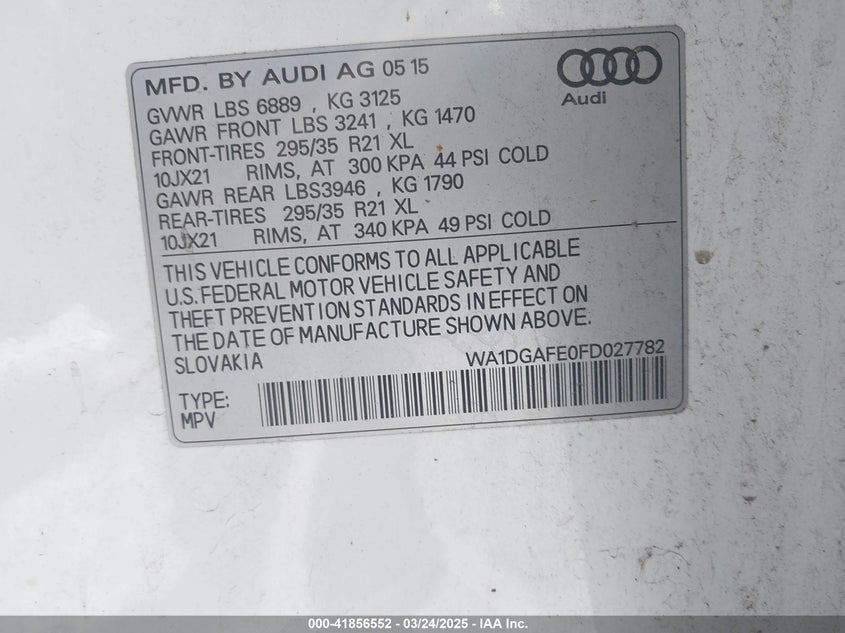 MFD. BY AUDI AG 05 15
Audi
GVWR LBS 6889 , KG 3125
GAWR FRONT LBS 3241 , KG 1470
FRONT-TIRES 295/35 R21 XL
10JX21 RIMS, AT 300 KPA 44 PSI COLD
GAWR REAR LBS3946 , KG 1790
REAR-TIRES 295/35 R21 XL
10JX21 RIMS, AT 340 KPA 49 PSI COLD
THIS VEHICLE CONFORMS TO ALL APPLICABLE
U.S. FEDERAL MOTOR VEHICLE SAFETY AND
THEFT PREVENTION STANDARDS IN EFFECT ON
THE DATE OF MANUFACTURE SHOWN ABOVE.
SLOVAKIA WA1DGAFE0FD027782
TYPE:
MPV
000-41856552 - 03/24/2025 - IAA Inc.